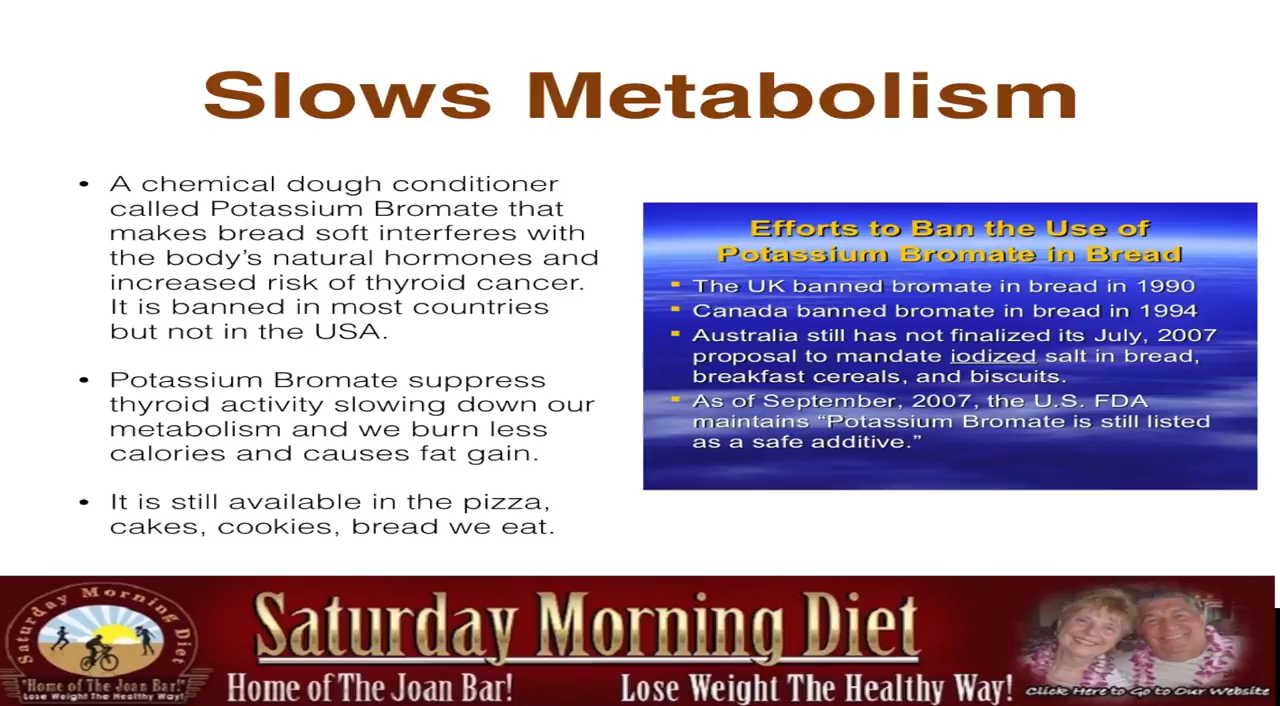 Slows Metabolism
• A chemical dough conditioner
called Potassium Bromate that
makes bread soft interferes with
the body's natural hormones and
increased risk of thyroid cancer.
It is banned in most countries
but not in the USA.
• Potassium Bromate suppress
thyroid activity slowing down our
metabolism and we burn less
calories and causes fat gain.
• It is still available in the pizza,
cakes, cookies, bread we eat.
Efforts to Ban the Use of
Potassium Bromate in Bread
▪ The UK banned bromate in bread in 1990
▪ Canada banned bromate in bread in 1994
▪ Australia still has not finalized its July, 2007
proposal to mandate iodized salt in bread,
breakfast cereals, and biscuits.
▪ As of September, 2007, the U.S. FDA
maintains “Potassium Bromate is still listed
as a safe additive.”
Saturday Morning Diet
"Home of The Joan Bar!"
Lose Weight The Healthy Way!
Saturday Morning Diet
Home of The Joan Bar! Lose Weight The Healthy Way!
Click Here to Go to Our Website